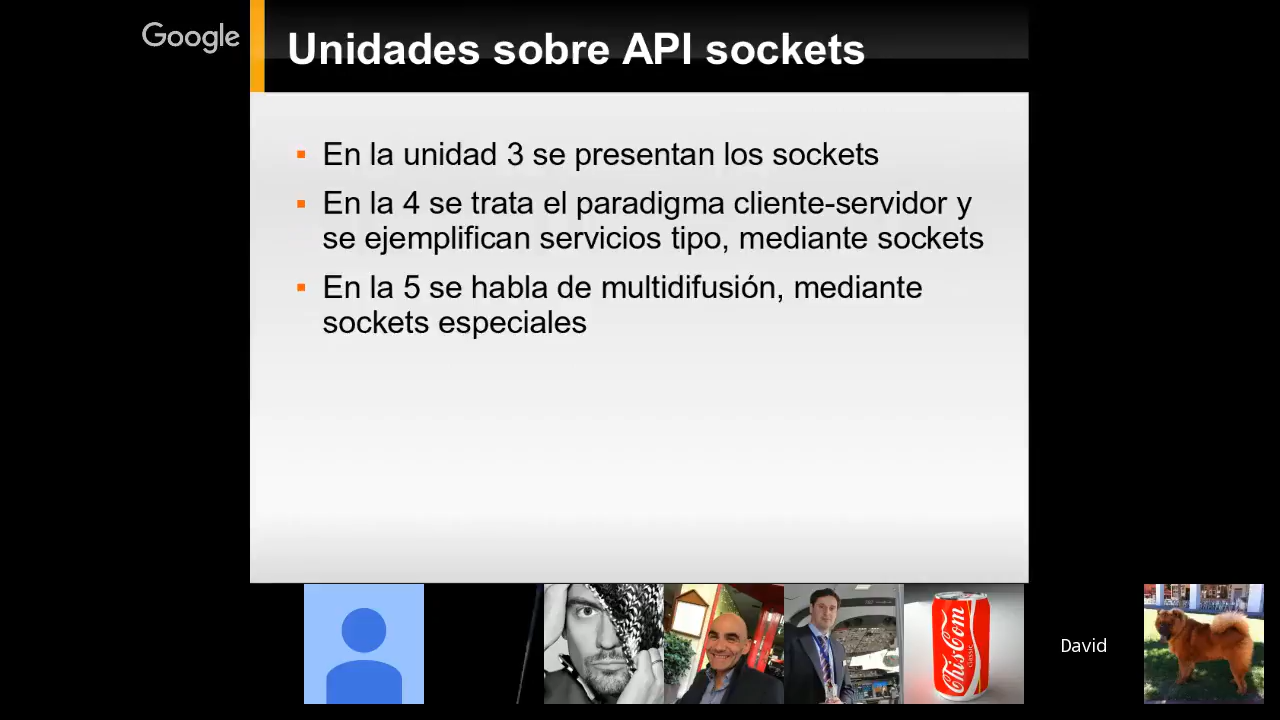 Google
Unidades sobre API sockets
En la unidad 3 se presentan los sockets
En la 4 se trata el paradigma cliente-servidor y
se ejemplifican servicios tipo, mediante sockets
En la 5 se habla de multidifusión, mediante
sockets especiales
ChisCom
CLASSIC
David